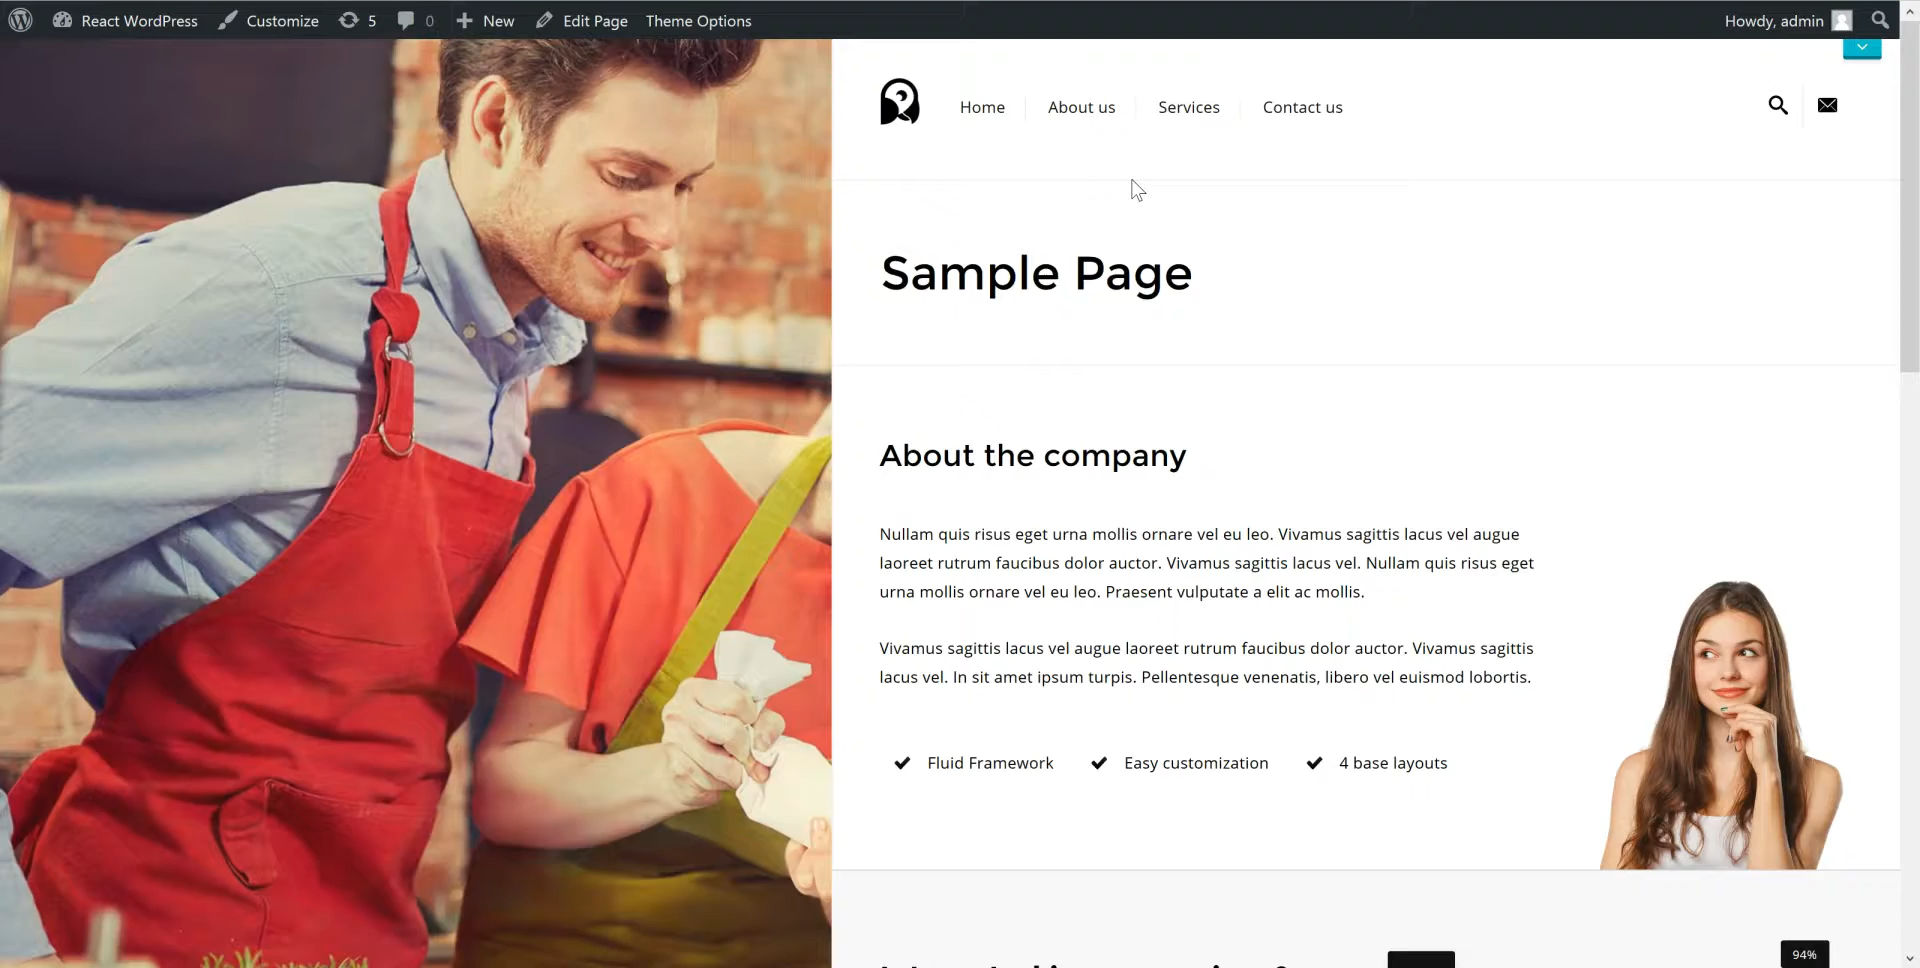 React WordPress Customize 5 0 New Edit Page Theme Options Howdy, admin
Home About us Services Contact us
Sample Page
About the company
Nullam quis risus eget urna mollis ornare vel eu leo. Vivamus sagittis lacus vel augue
laoreet rutrum faucibus dolor auctor. Vivamus sagittis lacus vel. Nullam quis risus eget
urna mollis ornare vel eu leo. Praesent vulputate a elit ac mollis.
Vivamus sagittis lacus vel augue laoreet rutrum faucibus dolor auctor. Vivamus sagittis
lacus vel. In sit amet ipsum turpis. Pellentesque venenatis, libero vel euismod lobortis.
Fluid Framework Easy customization 4 base layouts
94%